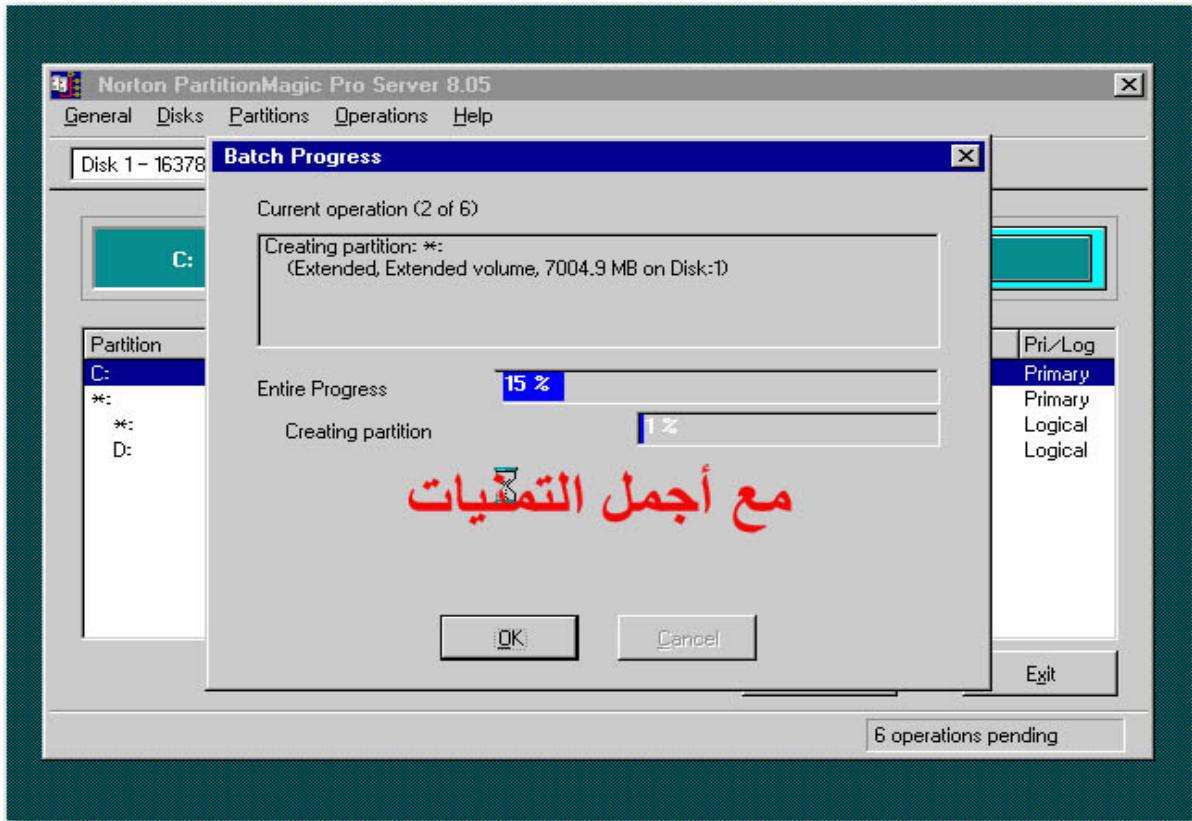 Norton PartitionMagic Pro Server 8.05
General Disks Partitions Operations Help
Disk 1 - 16378
Batch Progress
Current operation (2 of 6)
Creating partition: *:
(Extended, Extended volume, 7004.9 MB on Disk:1)
C:
Entire Progress 15 %
Creating partition 1 %
Partition Pri/Log
C: Primary
*: Primary
*: Logical
D: Logical
مع أجمل التمنيات
OK Cancel
Exit
6 operations pending